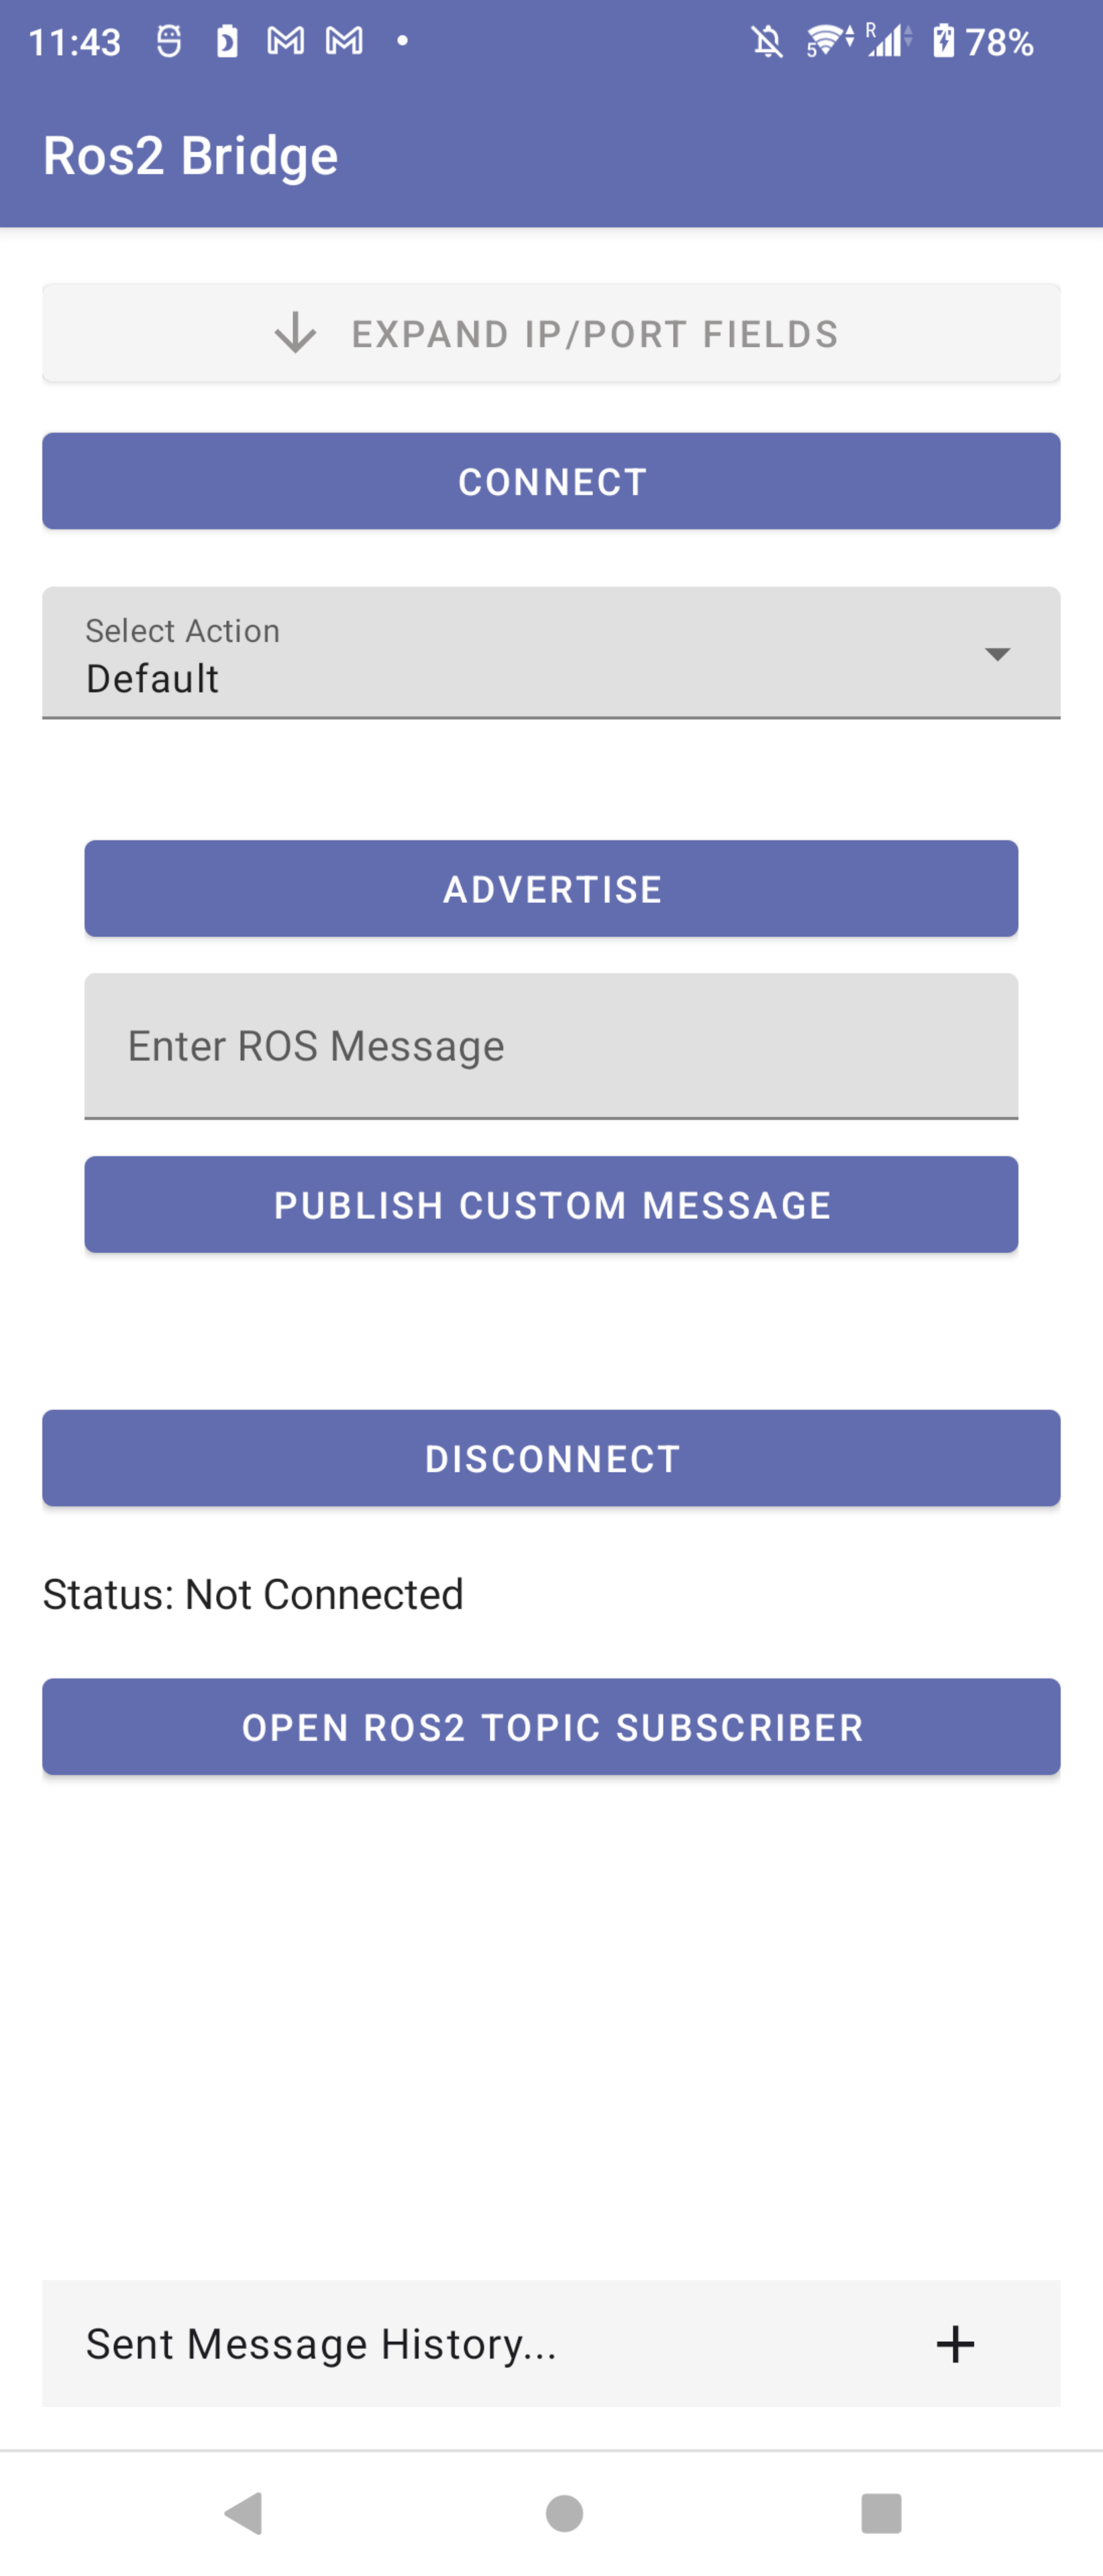 11:43
5 R 78%
Ros2 Bridge
EXPAND IP/PORT FIELDS
CONNECT
Select Action
Default
ADVERTISE
Enter ROS Message
PUBLISH CUSTOM MESSAGE
DISCONNECT
Status: Not Connected
OPEN ROS2 TOPIC SUBSCRIBER
Sent Message History...